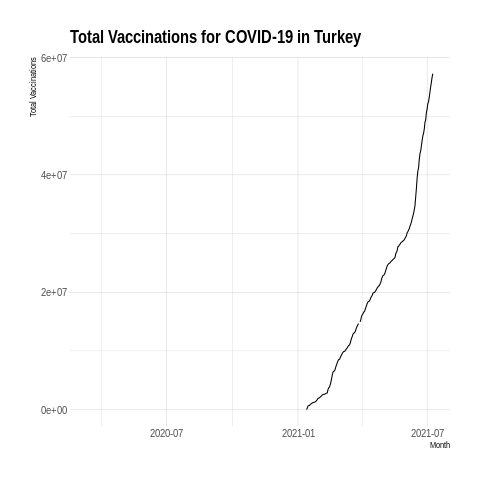 Total Vaccinations for COVID-19 in Turkey
Total Vaccinations
6e+07
4e+07
2e+07
0e+00
2020-07 2021-01 2021-07
Month